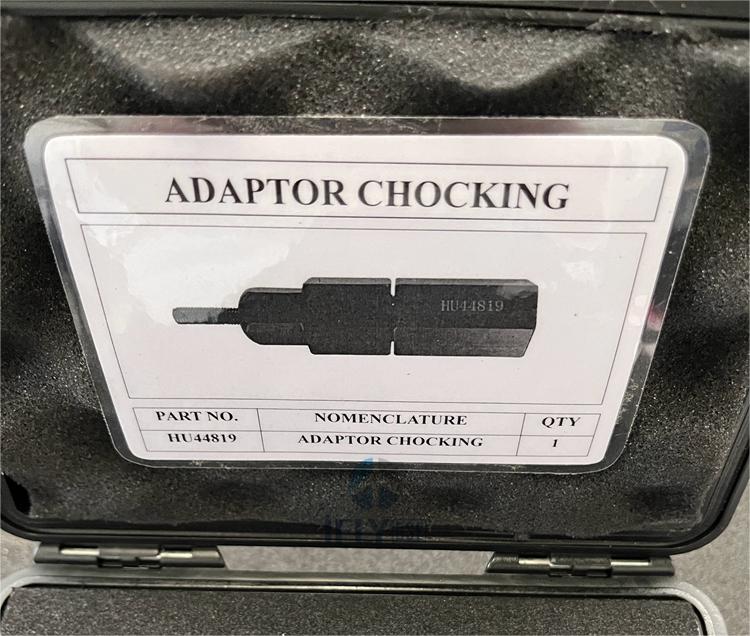 ADAPTOR CHOCKING
HU44819
PART NO. NOMENCLATURE QTY
HU44819 ADAPTOR CHOCKING 1